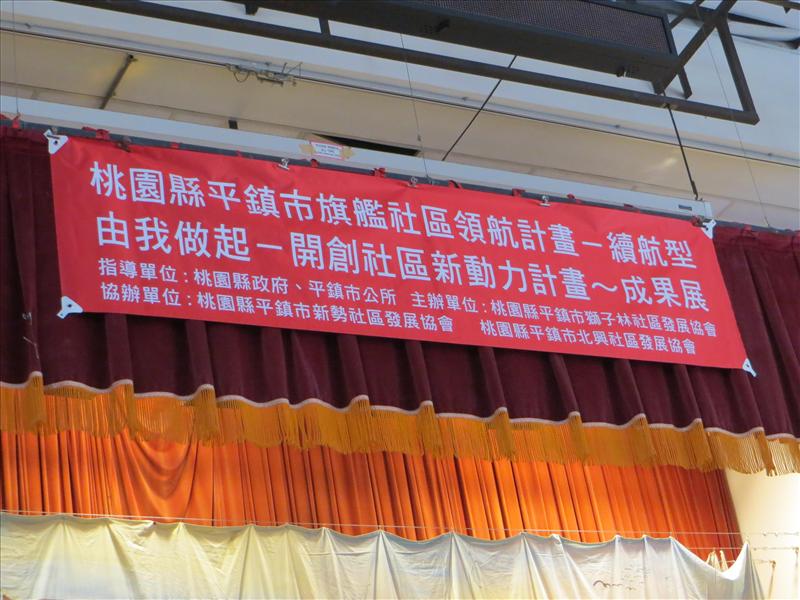 桃園縣平鎮市旗艦社區領航計畫－續航型
由我做起－開創社區新動力計畫～成果展
指導單位：桃園縣政府、平鎮市公所 主辦單位：桃園縣平鎮市獅子林社區發展協會
協辦單位：桃園縣平鎮市新勢社區發展協會 桃園縣平鎮市北興社區發展協會